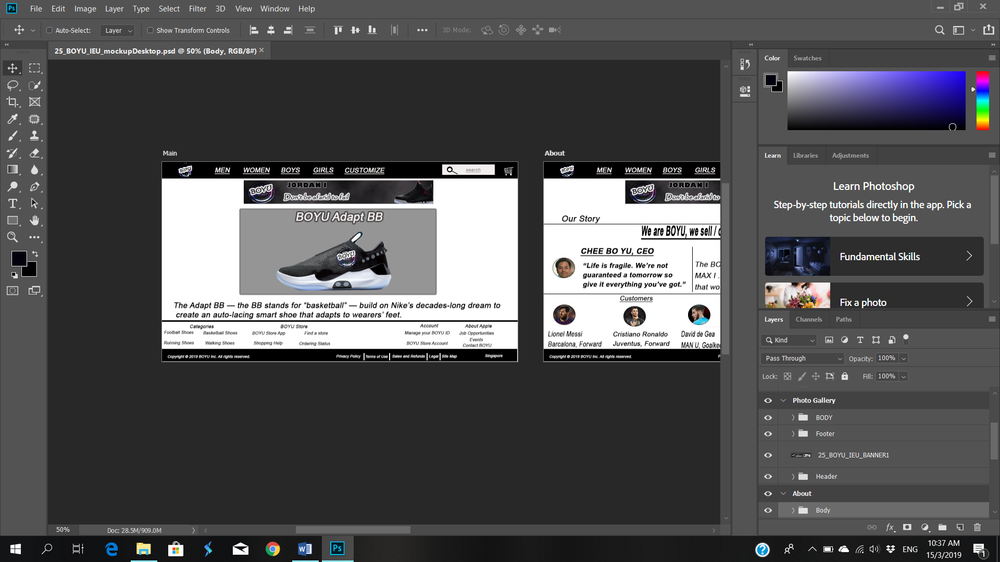 Ps File Edit Image Layer Type Select Filter 3D View Window Help
Auto-Select: Layer Show Transform Controls 3D Mode:
25_BOYU_IEU_mockupDesktop.psd @ 50% (Body, RGB/8#)
Main
BOYU MEN WOMEN BOYS GIRLS CUSTOMIZE search
BOYU
JORDAN I
Don't be afarid to fail
BOYU Adapt BB
BOYU
The Adapt BB — the BB stands for “basketball” — build on Nike’s decades-long dream to
create an auto-lacing smart shoe that adapts to wearers’ feet.
Categories BOYU Store Account About Apple
Football Shoes Basketball Shoes BOYU Store App Find a store Manage your BOYU ID Job Opportunities
Events
Running Shoes Walking Shoes Shopping Help Ordering Status BOYU Store Account Contact BOYU
Copyright © 2019 BOYU Inc. All rights reserved. Privacy Policy Terms of Use Sales and Refunds Legal Site Map Singapore
About
BOYU MEN WOMEN BOYS GIRLS
BOYU
JORDAN I
Don't be afarid to
Our Story
We are BOYU, we sell /
CHEE BO YU, CEO
“Life is fragile. We’re not
guaranteed a tomorrow so
give it everything you’ve got.”
The BO
MAX I .
that wo
Customers
Lionel Messi
Barcalona, Forward
Cristiano Ronaldo
Juventus, Forward
David de Gea
MAN U, Goalkee
Copyright © 2019 BOYU Inc. All rights reserved. P
50% Doc: 28.5M/909.0M
Color Swatches
Learn Libraries Adjustments
Learn Photoshop
Step-by-step tutorials directly in the app. Pick a
topic below to begin.
Fundamental Skills
Fix a photo
Layers Channels Paths
Kind
Pass Through Opacity: 100%
Lock: Fill: 100%
Photo Gallery
BODY
Footer
25_BOYU_IEU_BANNER1
Header
About
Body
fx
ENG
10:37 AM
15/3/2019
1